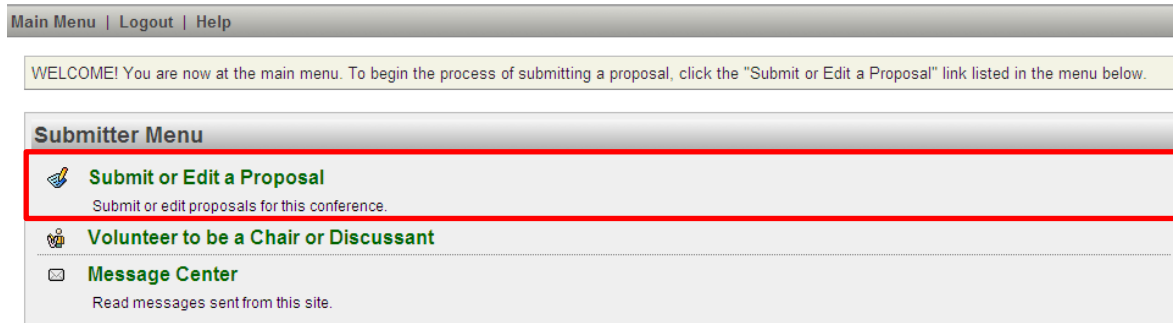 Main Menu | Logout | Help
WELCOME! You are now at the main menu. To begin the process of submitting a proposal, click the "Submit or Edit a Proposal" link listed in the menu below.
Submitter Menu
Submit or Edit a Proposal
Submit or edit proposals for this conference.
Volunteer to be a Chair or Discussant
Message Center
Read messages sent from this site.